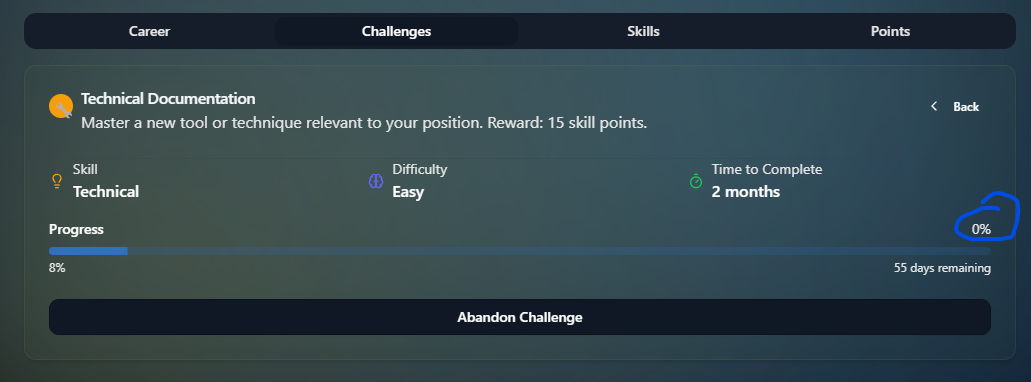 Career Challenges Skills Points
Technical Documentation
Master a new tool or technique relevant to your position. Reward: 15 skill points.
Back
Skill Difficulty Time to Complete
Technical Easy 2 months
Progress 0%
8% 55 days remaining
Abandon Challenge